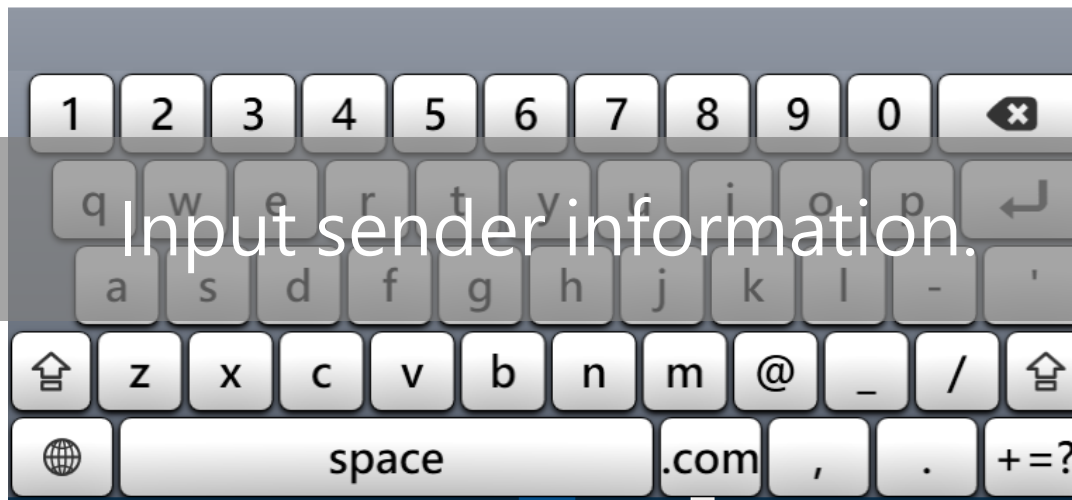 1 2 3 4 5 6 7 8 9 0
q w e r t y u i o p
Input sender information.
a s d f g h j k l - '
z x c v b n m @ _ /
space .com , . +=?